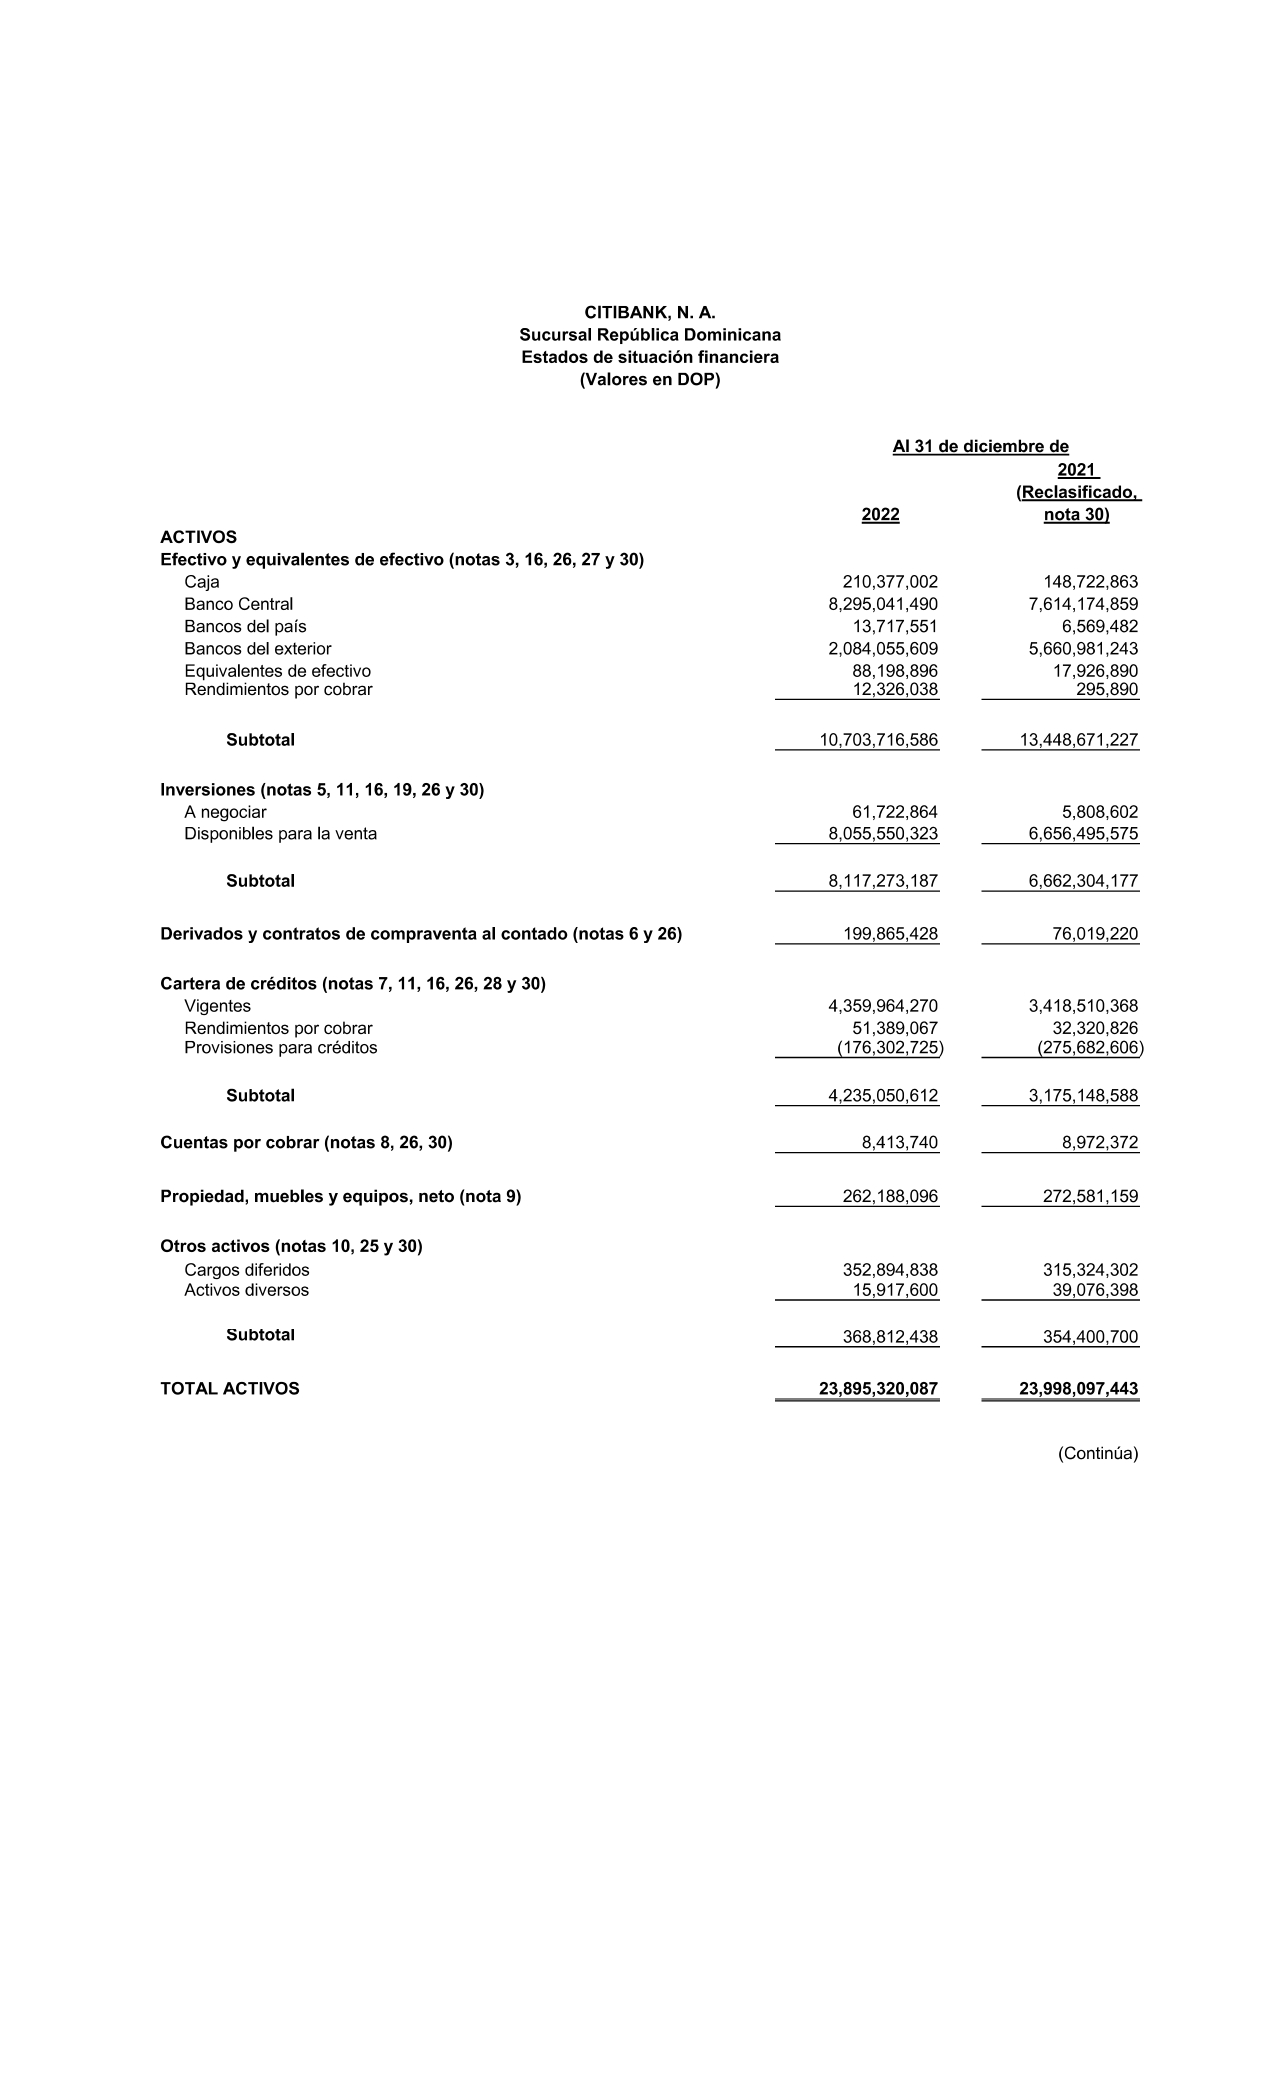 CITIBANK, N. A.
Sucursal República Dominicana
Estados de situación financiera
(Valores en DOP)
Al 31 de diciembre de
2021
(Reclasificado,
2022 nota 30)
ACTIVOS
Efectivo y equivalentes de efectivo (notas 3, 16, 26, 27 y 30)
Caja 210,377,002 148,722,863
Banco Central 8,295,041,490 7,614,174,859
Bancos del país 13,717,551 6,569,482
Bancos del exterior 2,084,055,609 5,660,981,243
Equivalentes de efectivo 88,198,896 17,926,890
Rendimientos por cobrar 12,326,038 295,890
Subtotal 10,703,716,586 13,448,671,227
Inversiones (notas 5, 11, 16, 19, 26 y 30)
A negociar 61,722,864 5,808,602
Disponibles para la venta 8,055,550,323 6,656,495,575
Subtotal 8,117,273,187 6,662,304,177
Derivados y contratos de compraventa al contado (notas 6 y 26) 199,865,428 76,019,220
Cartera de créditos (notas 7, 11, 16, 26, 28 y 30)
Vigentes 4,359,964,270 3,418,510,368
Rendimientos por cobrar 51,389,067 32,320,826
Provisiones para créditos (176,302,725) (275,682,606)
Subtotal 4,235,050,612 3,175,148,588
Cuentas por cobrar (notas 8, 26, 30) 8,413,740 8,972,372
Propiedad, muebles y equipos, neto (nota 9) 262,188,096 272,581,159
Otros activos (notas 10, 25 y 30)
Cargos diferidos 352,894,838 315,324,302
Activos diversos 15,917,600 39,076,398
Subtotal 368,812,438 354,400,700
TOTAL ACTIVOS 23,895,320,087 23,998,097,443
(Continúa)